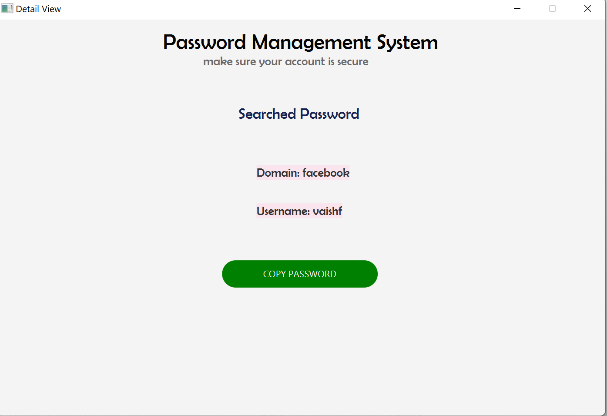 Detail View
Password Management System
make sure your account is secure
Searched Password
Domain: facebook
Username: vaishf
COPY PASSWORD